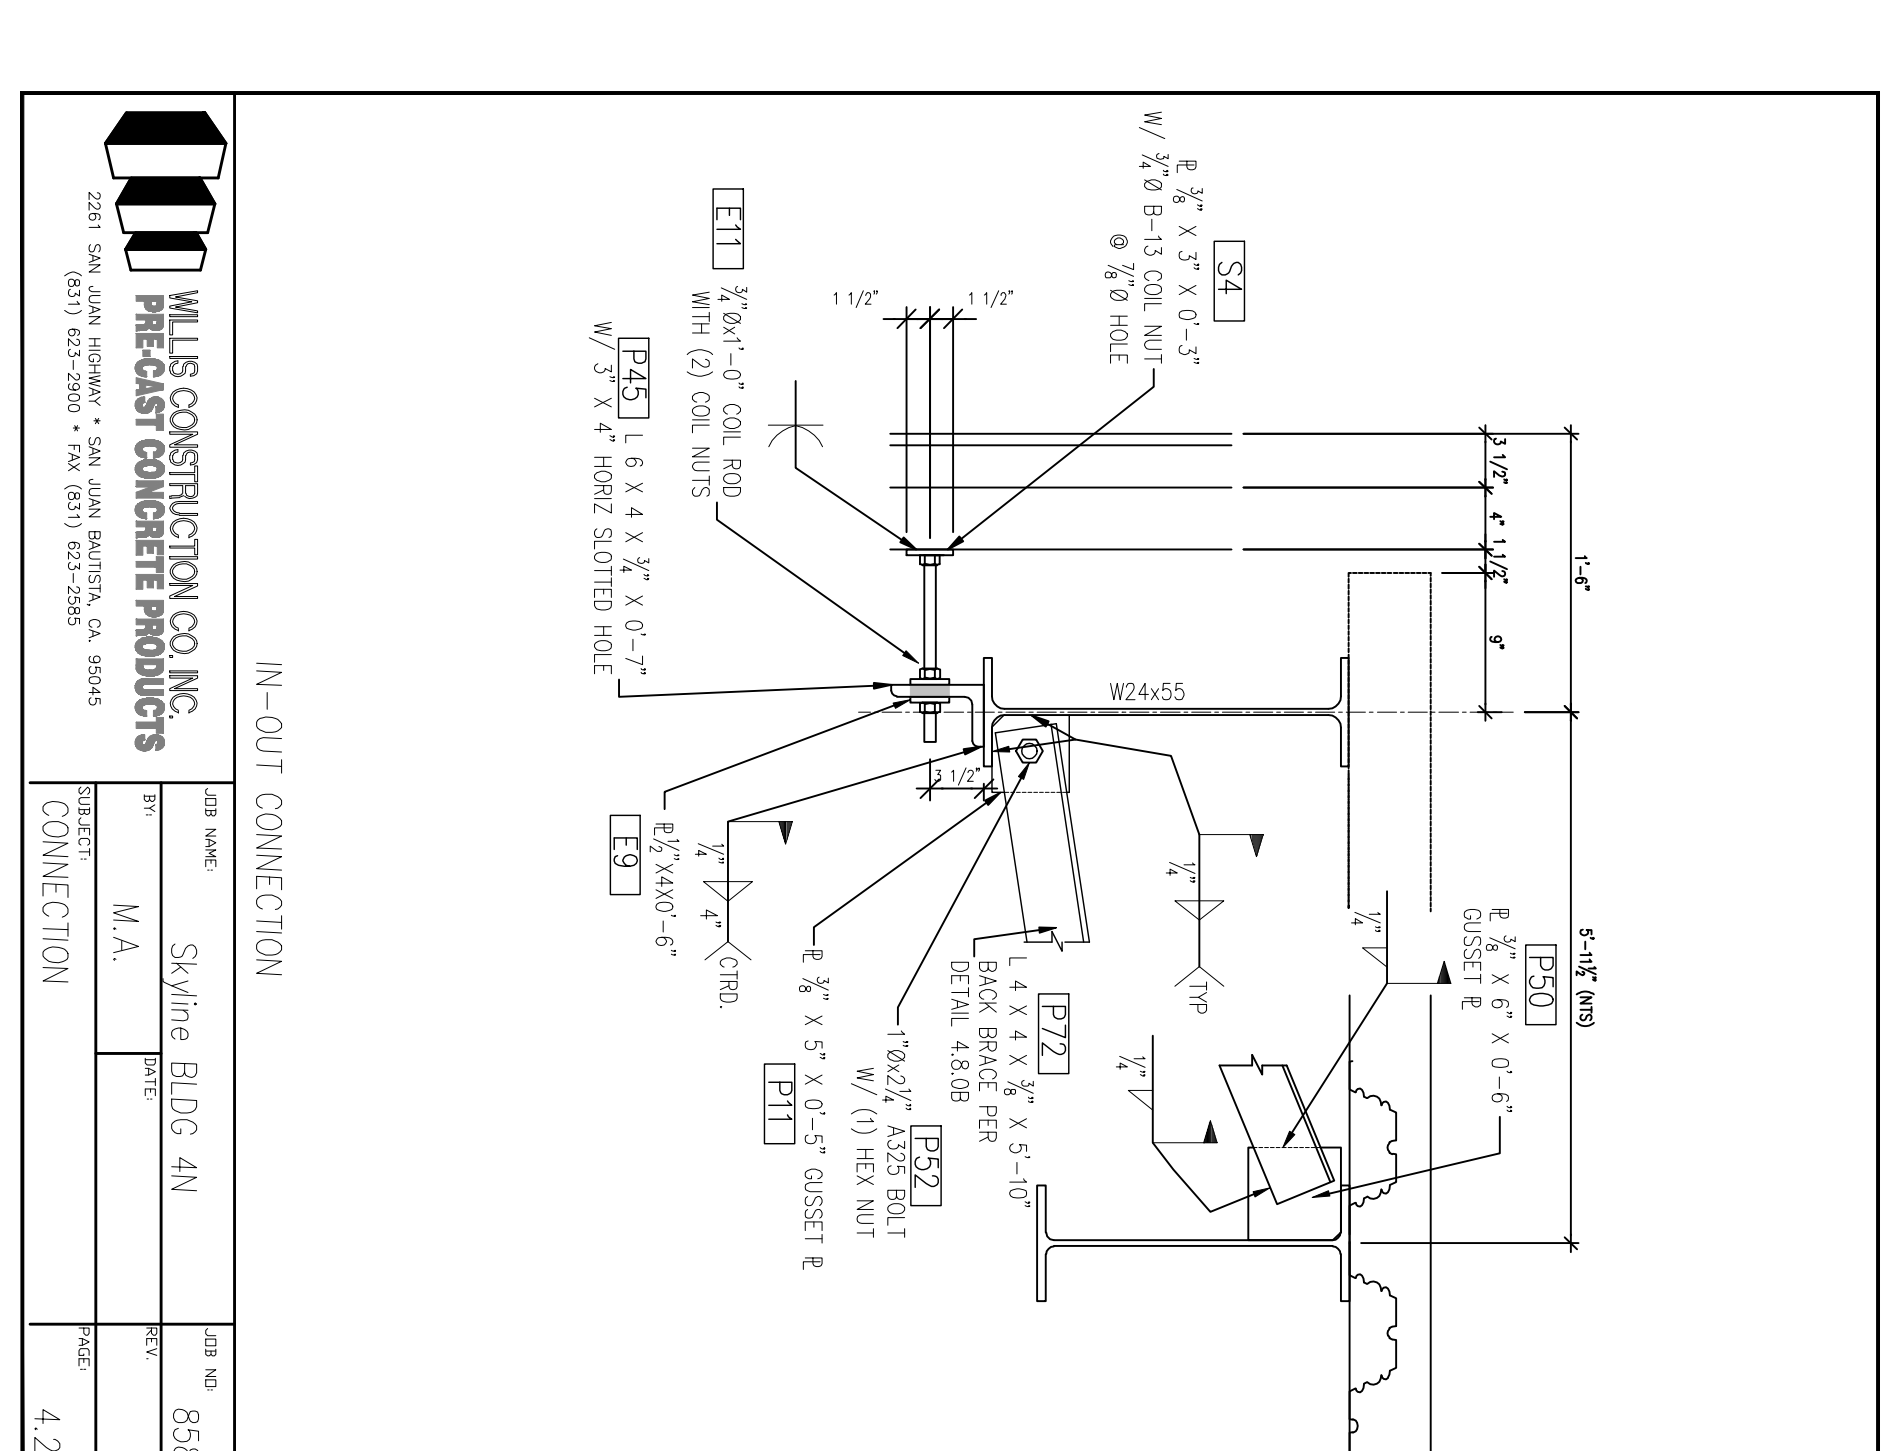 1'-6"
5'-11½" (NTS)
3 1/2"
4"
1 1/2"
9"
P50
PL 3/8" X 6" X 0'-6"
GUSSET PL
1/4"
S4
PL 3/8" X 3" X 0'-3"
W/ 3/4"Ø B-13 COIL NUT
@ 7/8"Ø HOLE
W24x55
1/4"
TYP
1/4"
P72
L 4 X 4 X 3/8" X 5'-10"
BACK BRACE PER
DETAIL 4.8.0B
1 1/2"
1 1/2"
3 1/2"
P52
1"Øx2¼" A325 BOLT
W/ (1) HEX NUT
PL 3/8" X 5" X 0'-5" GUSSET PL
P11
E11
3/4"Øx1'-0" COIL ROD
WITH (2) COIL NUTS
1/4"
4"
CTRD.
P45
L 6 X 4 X 3/4" X 0'-7"
W/ 3" X 4" HORIZ SLOTTED HOLE
PL1/2"X4X0'-6"
E9
IN-OUT CONNECTION
WILLIS CONSTRUCTION CO. INC.
PRE-CAST CONCRETE PRODUCTS
2261 SAN JUAN HIGHWAY * SAN JUAN BAUTISTA, CA. 95045
(831) 623-2900 * FAX (831) 623-2585
JOB NAME:
Skyline BLDG 4N
JOB NO:
858
BY:
M.A.
DATE:
REV.
SUBJECT:
CONNECTION
PAGE:
4.2